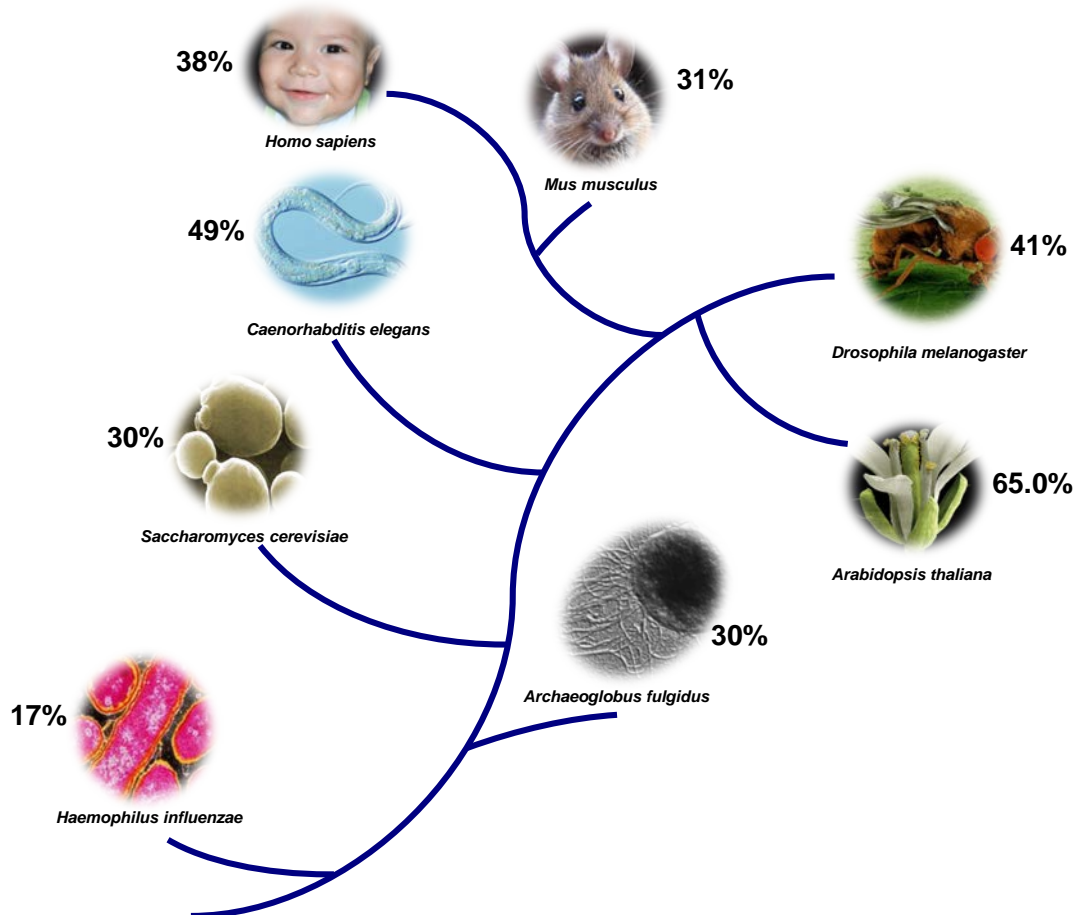 38%
Homo sapiens
31%
Mus musculus
49%
Caenorhabditis elegans
41%
Drosophila melanogaster
30%
Saccharomyces cerevisiae
65.0%
Arabidopsis thaliana
30%
Archaeoglobus fulgidus
17%
Haemophilus influenzae